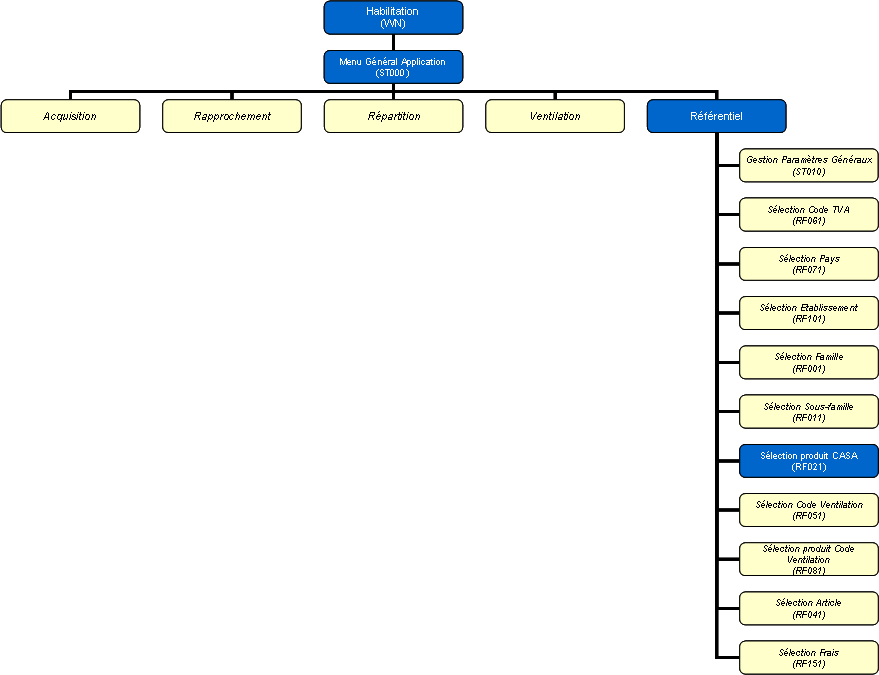 Habilitation
(VVN)
Menu Général Application
(ST000)
Acquisition
Rapprochement
Répartition
Ventilation
Référentiel
Gestion Paramètres Généraux
(ST010)
Sélection Code TVA
(RF061)
Sélection Pays
(RF071)
Sélection Etablissement
(RF101)
Sélection Famille
(RF001)
Sélection Sous-famille
(RF011)
Sélection produit CASA
(RF021)
Sélection Code Ventilation
(RF051)
Sélection produit Code
Ventilation
(RF081)
Sélection Article
(RF041)
Sélection Frais
(RF151)